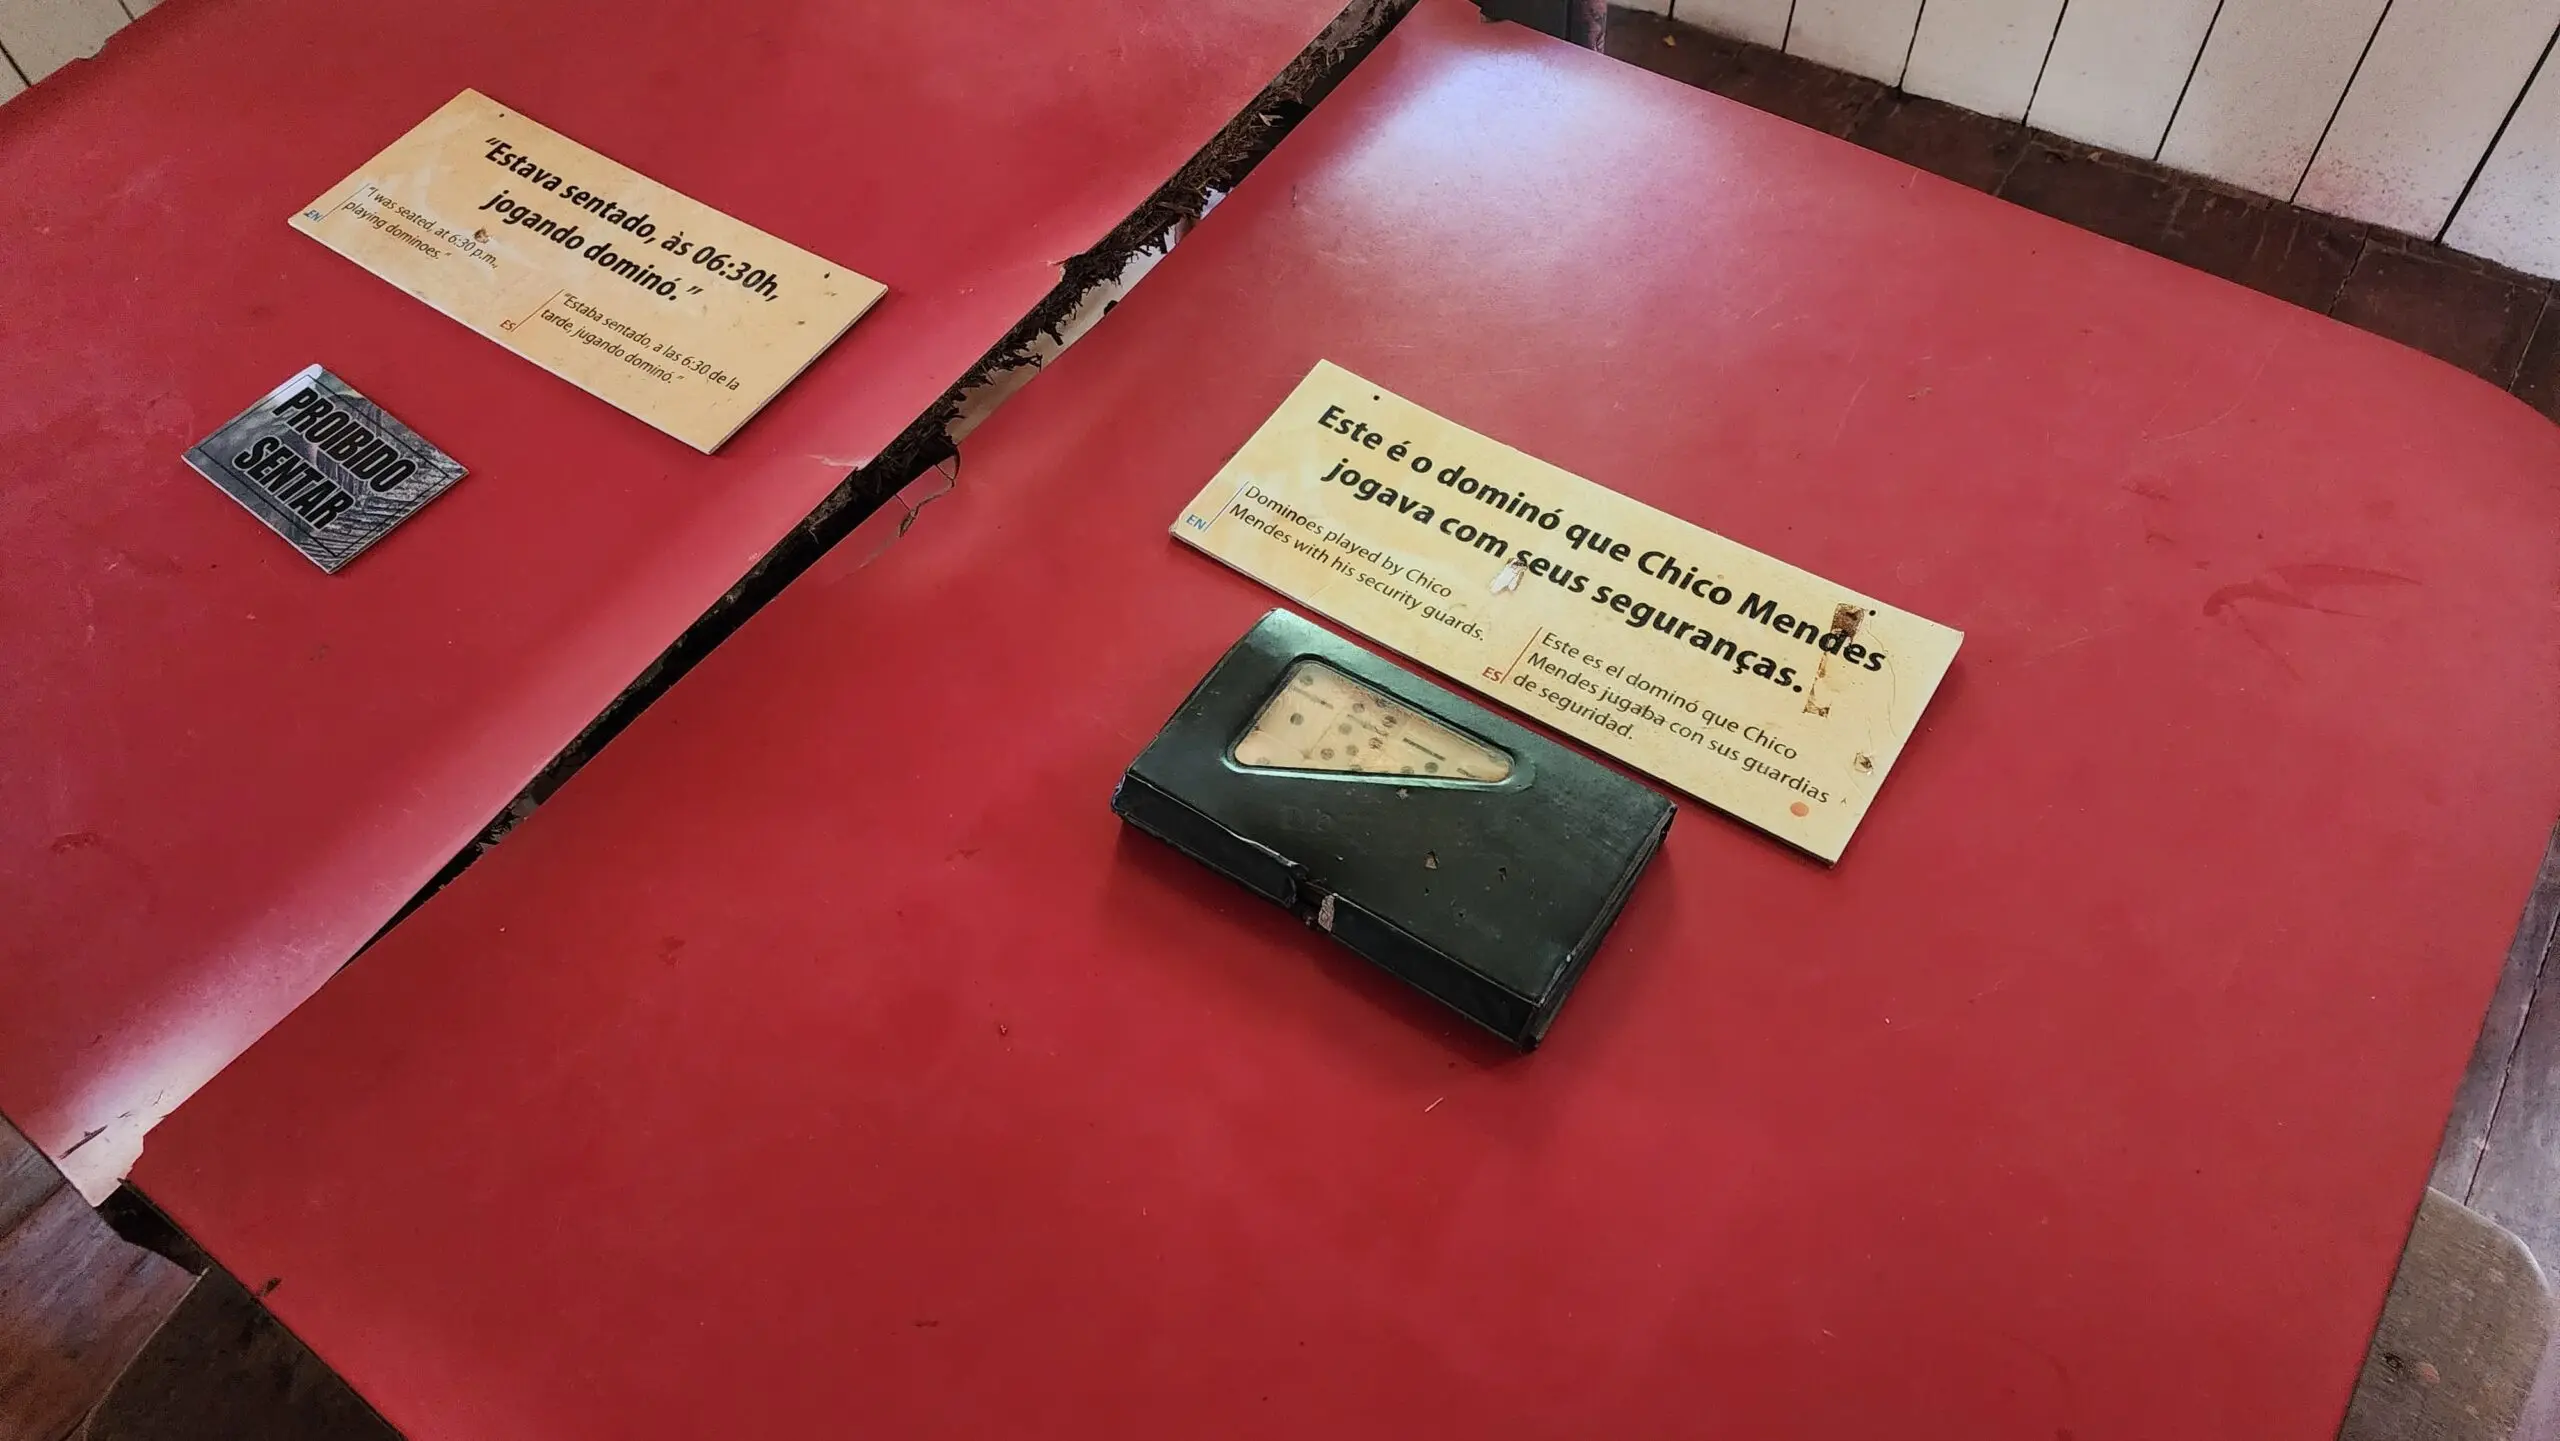 “Estava sentado, às 06:30h,
jogando dominó.”
EN
“I was seated, at 6:30 p.m.,
playing dominoes.”
ES
“Estaba sentado, a las 6:30 de la
tarde, jugando dominó.”
PROIBIDO
SENTAR
Este é o dominó que Chico Mendes
jogava com seus seguranças.
EN
Dominoes played by Chico
Mendes with his security guards.
ES
Este es el dominó que Chico
Mendes jugaba con sus guardias
de seguridad.